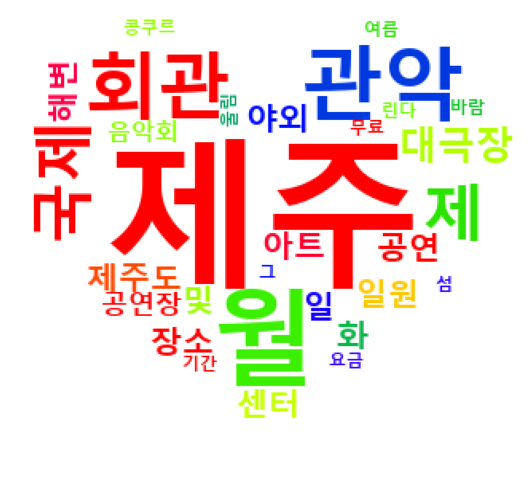 콩쿠르
여름
해변
회관
관악
음악회
울림
야외
무료
린다
바람
대극장
국제
제주
제
아트
공연
제주도
그
섬
공연장
및
월
일
일원
장소
화
기간
요금
센터